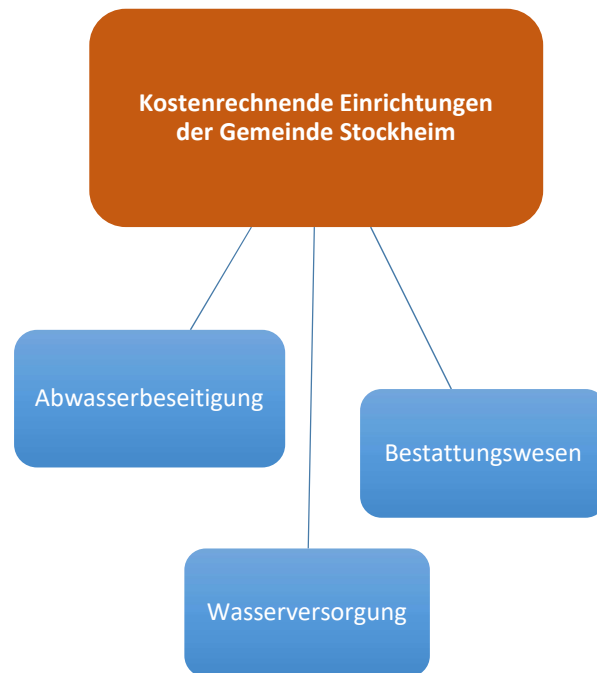 Kostenrechnende Einrichtungen
der Gemeinde Stockheim
Abwasserbeseitigung
Bestattungswesen
Wasserversorgung